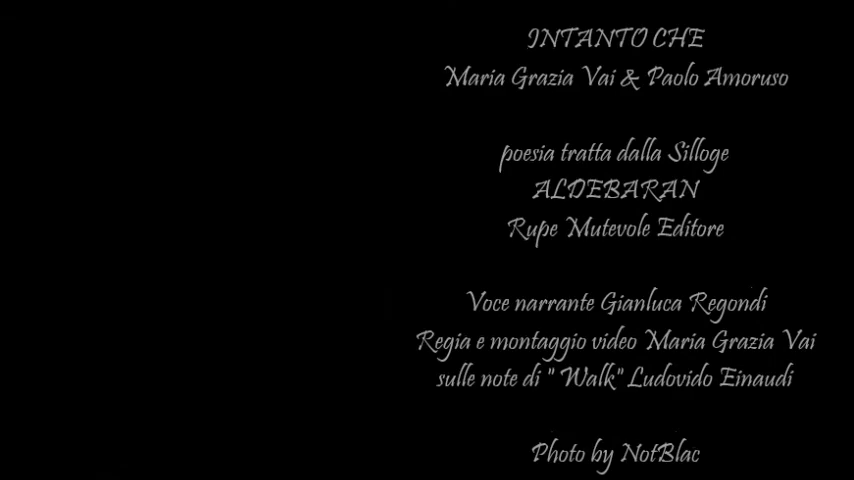 INTANTO CHE
Maria Grazia Vai & Paolo Amoruso
poesia tratta dalla Silloge
ALDEBARAN
Rupe Mutevole Editore
Voce narrante Gianluca Regondi
Regia e montaggio video Maria Grazia Vai
sulle note di " Walk" Ludovido Einaudi
Photo by NotBlac